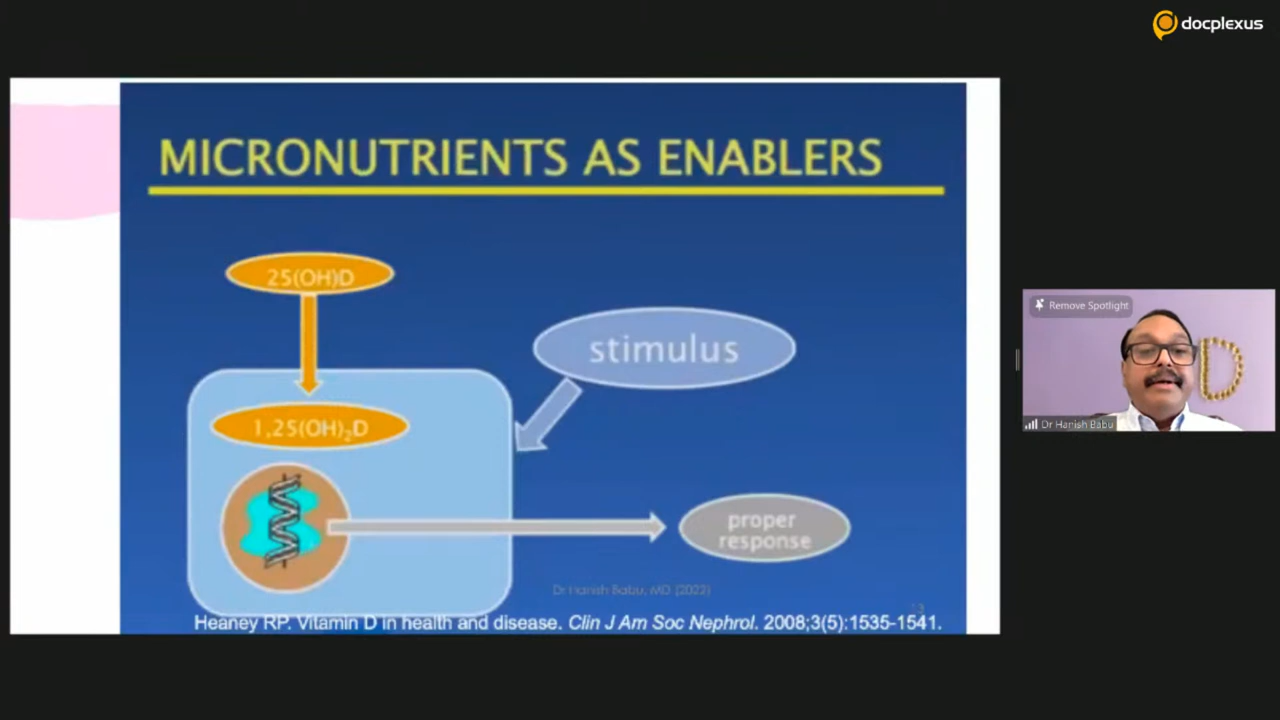 docplexus
MICRONUTRIENTS AS ENABLERS
25(OH)D
stimulus
1,25(OH)₂D
proper
response
Dr Harish Babu, MD (2022)
13
Heaney RP. Vitamin D in health and disease. Clin J Am Soc Nephrol. 2008;3(5):1535-1541.
Remove Spotlight
D
Dr Harish Babu